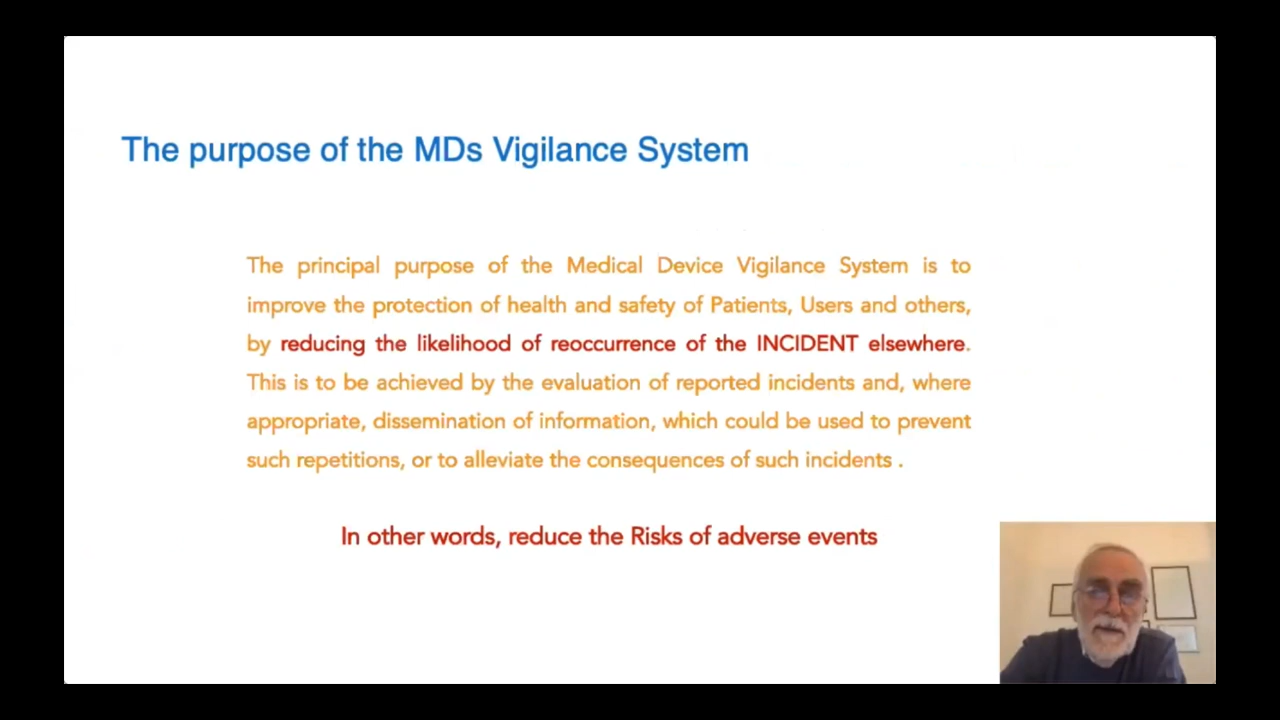 The purpose of the MDs Vigilance System
The principal purpose of the Medical Device Vigilance System is to
improve the protection of health and safety of Patients, Users and others,
by reducing the likelihood of reoccurrence of the INCIDENT elsewhere.
This is to be achieved by the evaluation of reported incidents and, where
appropriate, dissemination of information, which could be used to prevent
such repetitions, or to alleviate the consequences of such incidents .
In other words, reduce the Risks of adverse events